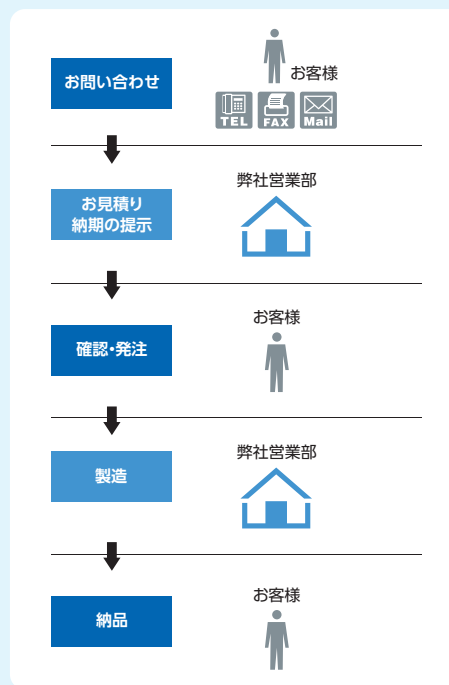 お問い合わせ
お客様
TEL
FAX
Mail
お見積り
納期の提示
弊社営業部
確認・発注
お客様
製造
弊社営業部
納品
お客様